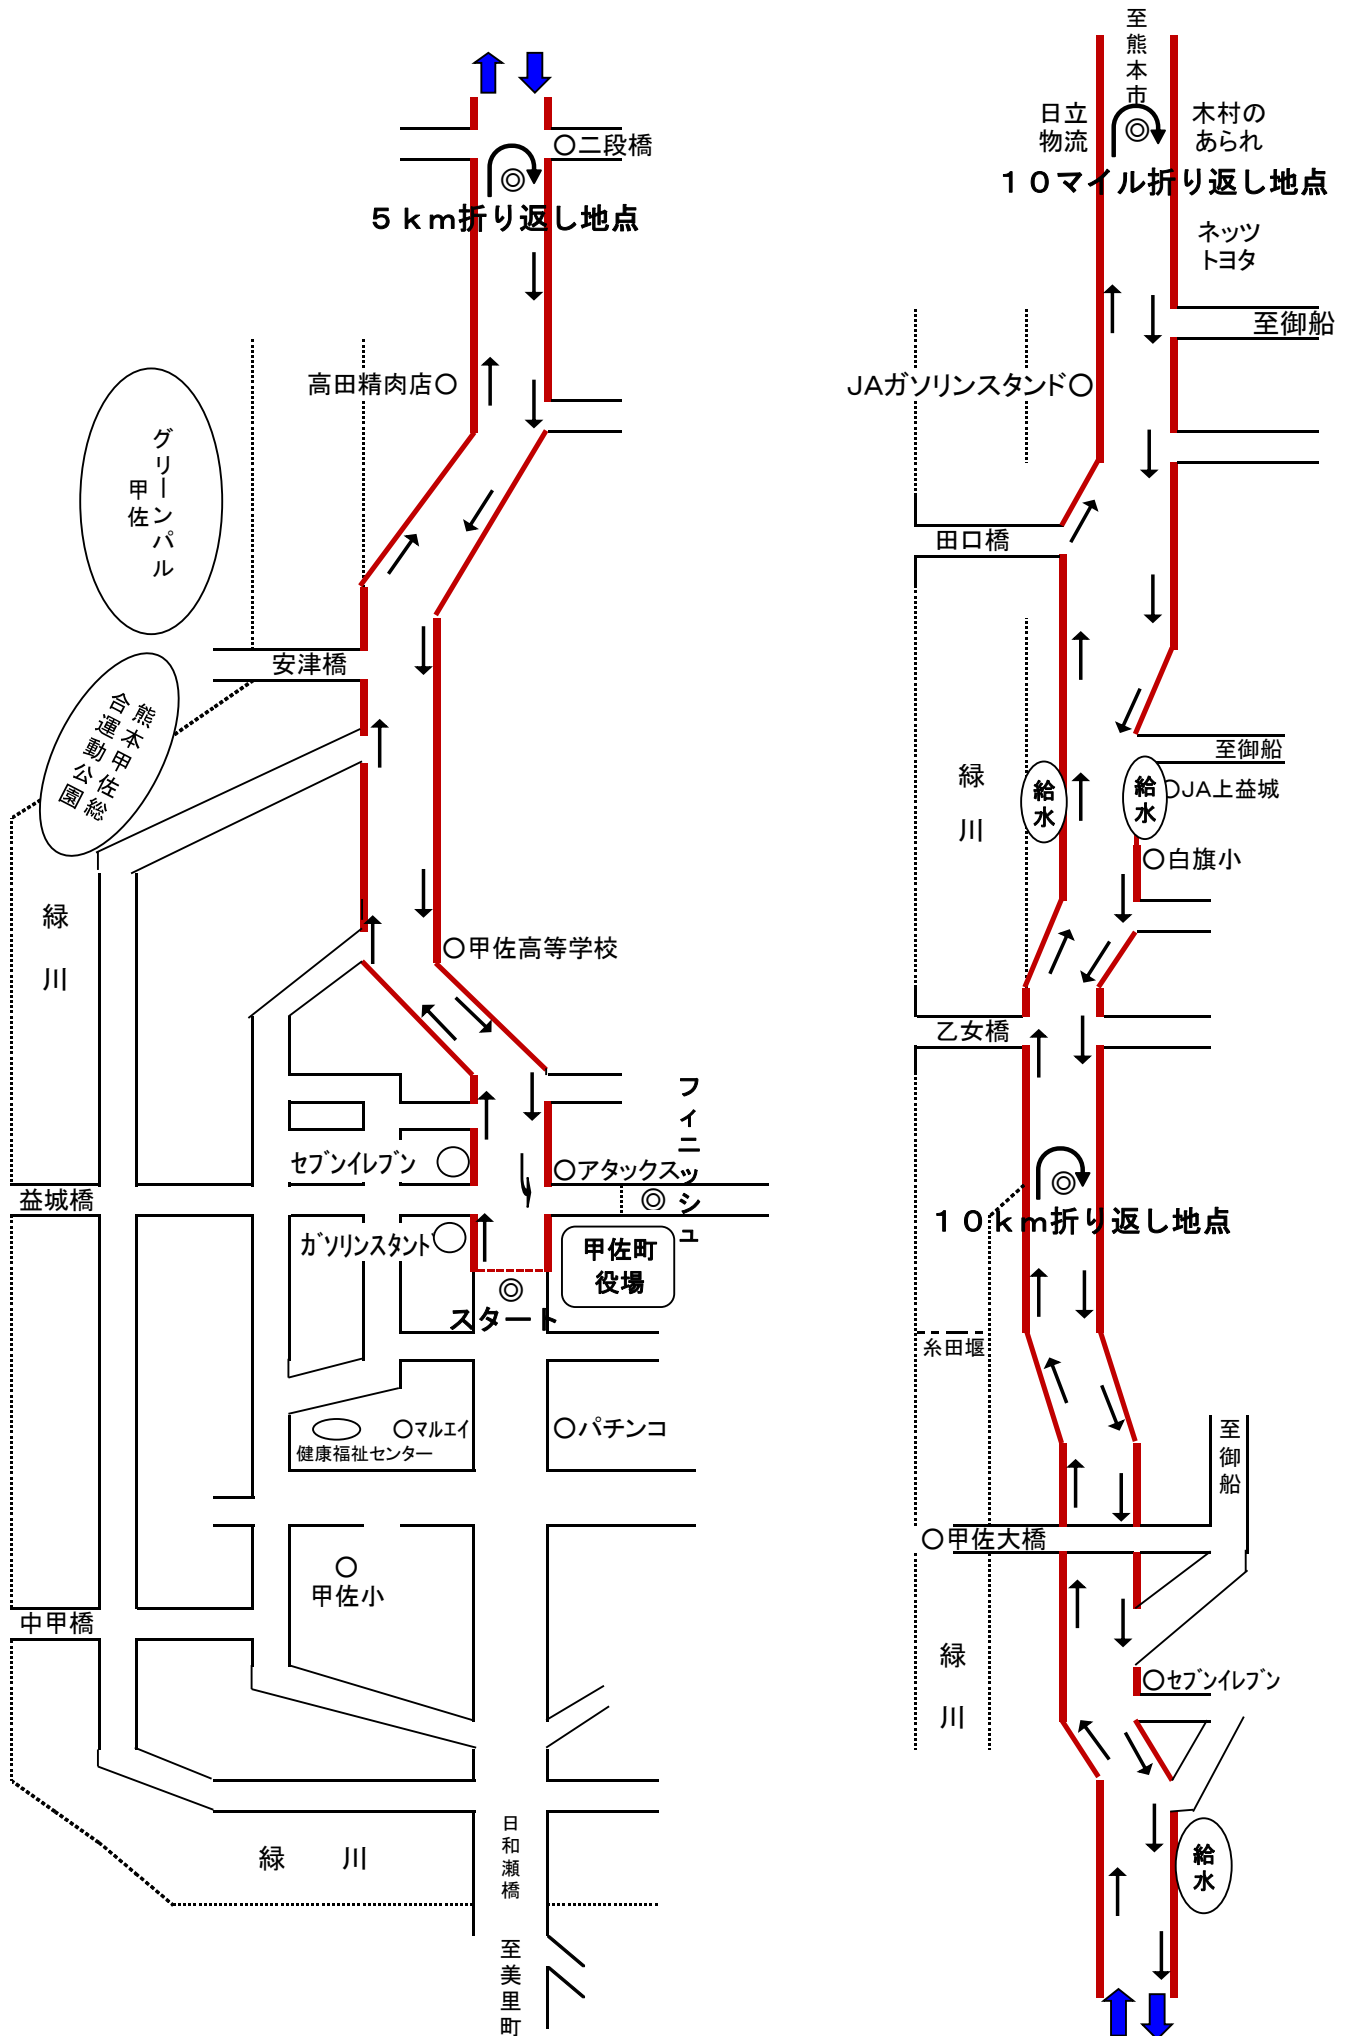 二段橋
5km折り返し地点
高田精肉店
グリーンパル
甲佐
安津橋
熊本甲佐総
合運動公園
緑川
甲佐高等学校
フィニッシュ
セブンイレブン
アタックス
益城橋
ガソリンスタンド
甲佐町
役場
スタート
マルエイ
健康福祉センター
パチンコ
甲佐小
中甲橋
緑川
日和瀬橋
至美里町
至熊本市
日立
物流
木村の
あられ
10マイル折り返し地点
ネッツ
トヨタ
至御船
JAガソリンスタンド
田口橋
至御船
緑川
給水
給水
JA上益城
白旗小
乙女橋
10km折り返し地点
糸田堰
至御船
甲佐大橋
緑川
セブンイレブン
給水